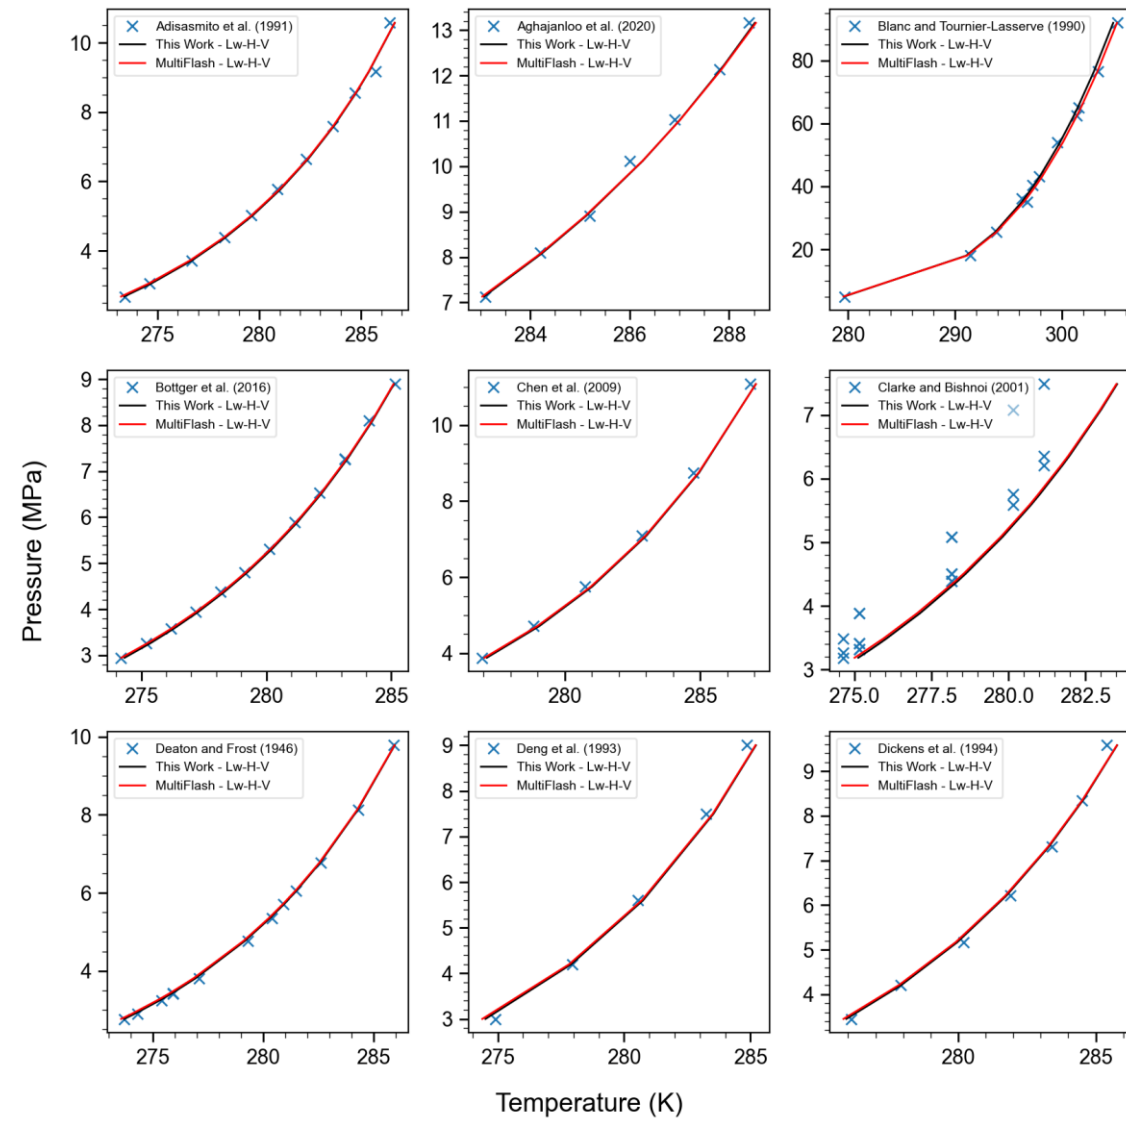 Adisasmito et al. (1991)
This Work - Lw-H-V
MultiFlash - Lw-H-V
10
8
6
4
275
280
285
Aghajanloo et al. (2020)
This Work - Lw-H-V
MultiFlash - Lw-H-V
13
12
11
10
9
8
7
284
286
288
Blanc and Tournier-Lasserve (1990)
This Work - Lw-H-V
MultiFlash - Lw-H-V
80
60
40
20
280
290
300
Bottger et al. (2016)
This Work - Lw-H-V
MultiFlash - Lw-H-V
9
8
7
6
5
4
3
275
280
285
Chen et al. (2009)
This Work - Lw-H-V
MultiFlash - Lw-H-V
10
8
6
4
280
285
Clarke and Bishnoi (2001)
This Work - Lw-H-V
MultiFlash - Lw-H-V
7
6
5
4
3
275.0
277.5
280.0
282.5
Pressure (MPa)
Deaton and Frost (1946)
This Work - Lw-H-V
MultiFlash - Lw-H-V
10
8
6
4
275
280
285
Deng et al. (1993)
This Work - Lw-H-V
MultiFlash - Lw-H-V
9
8
7
6
5
4
3
275
280
285
Dickens et al. (1994)
This Work - Lw-H-V
MultiFlash - Lw-H-V
9
8
7
6
5
4
280
285
Temperature (K)